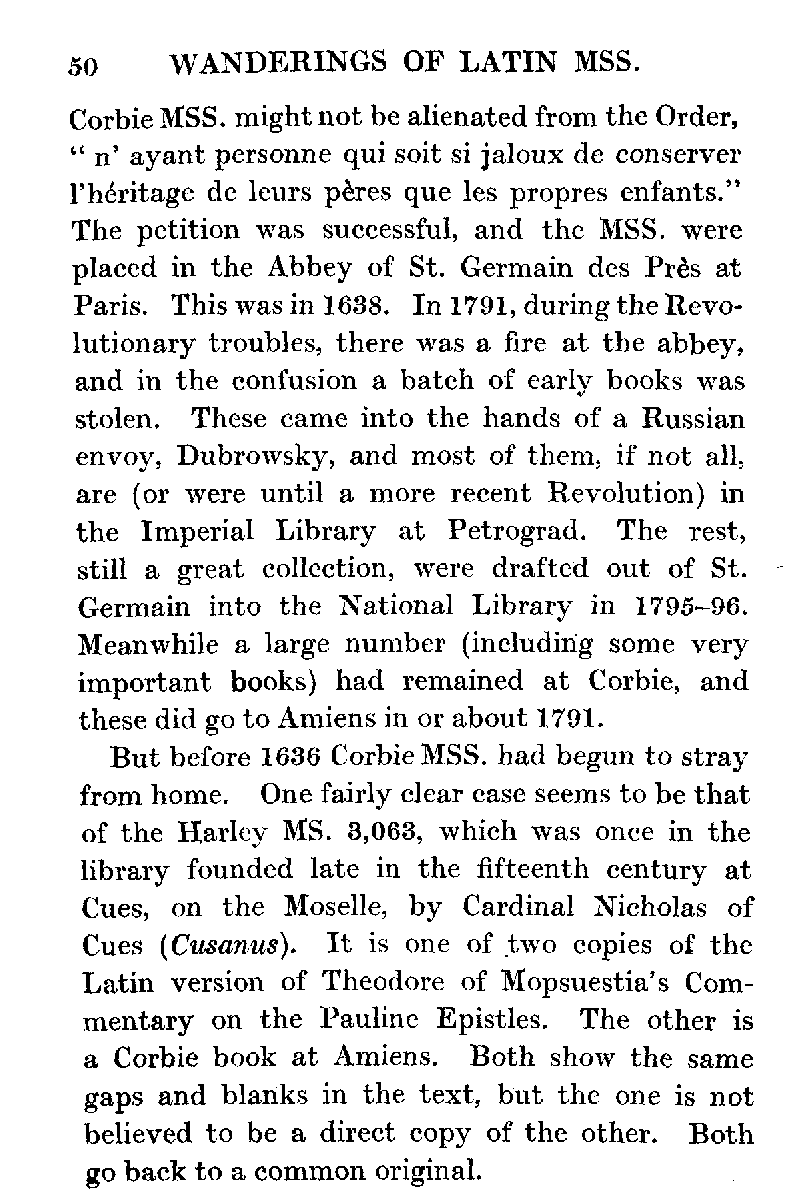 50 WANDERINGS OF LATIN MSS.
Corbie MSS. might not be alienated from the Order,
“ n’ ayant personne qui soit si jaloux de conserver
l’héritage de leurs pères que les propres enfants.”
The petition was successful, and the MSS. were
placed in the Abbey of St. Germain des Près at
Paris. This was in 1638. In 1791, during the Revo-
lutionary troubles, there was a fire at the abbey,
and in the confusion a batch of early books was
stolen. These came into the hands of a Russian
envoy, Dubrowsky, and most of them, if not all,
are (or were until a more recent Revolution) in
the Imperial Library at Petrograd. The rest,
still a great collection, were drafted out of St.
Germain into the National Library in 1795–96.
Meanwhile a large number (including some very
important books) had remained at Corbie, and
these did go to Amiens in or about 1791.
But before 1636 Corbie MSS. had begun to stray
from home. One fairly clear case seems to be that
of the Harley MS. 3,063, which was once in the
library founded late in the fifteenth century at
Cues, on the Moselle, by Cardinal Nicholas of
Cues (Cusanus). It is one of two copies of the
Latin version of Theodore of Mopsuestia’s Com-
mentary on the Pauline Epistles. The other is
a Corbie book at Amiens. Both show the same
gaps and blanks in the text, but the one is not
believed to be a direct copy of the other. Both
go back to a common original.